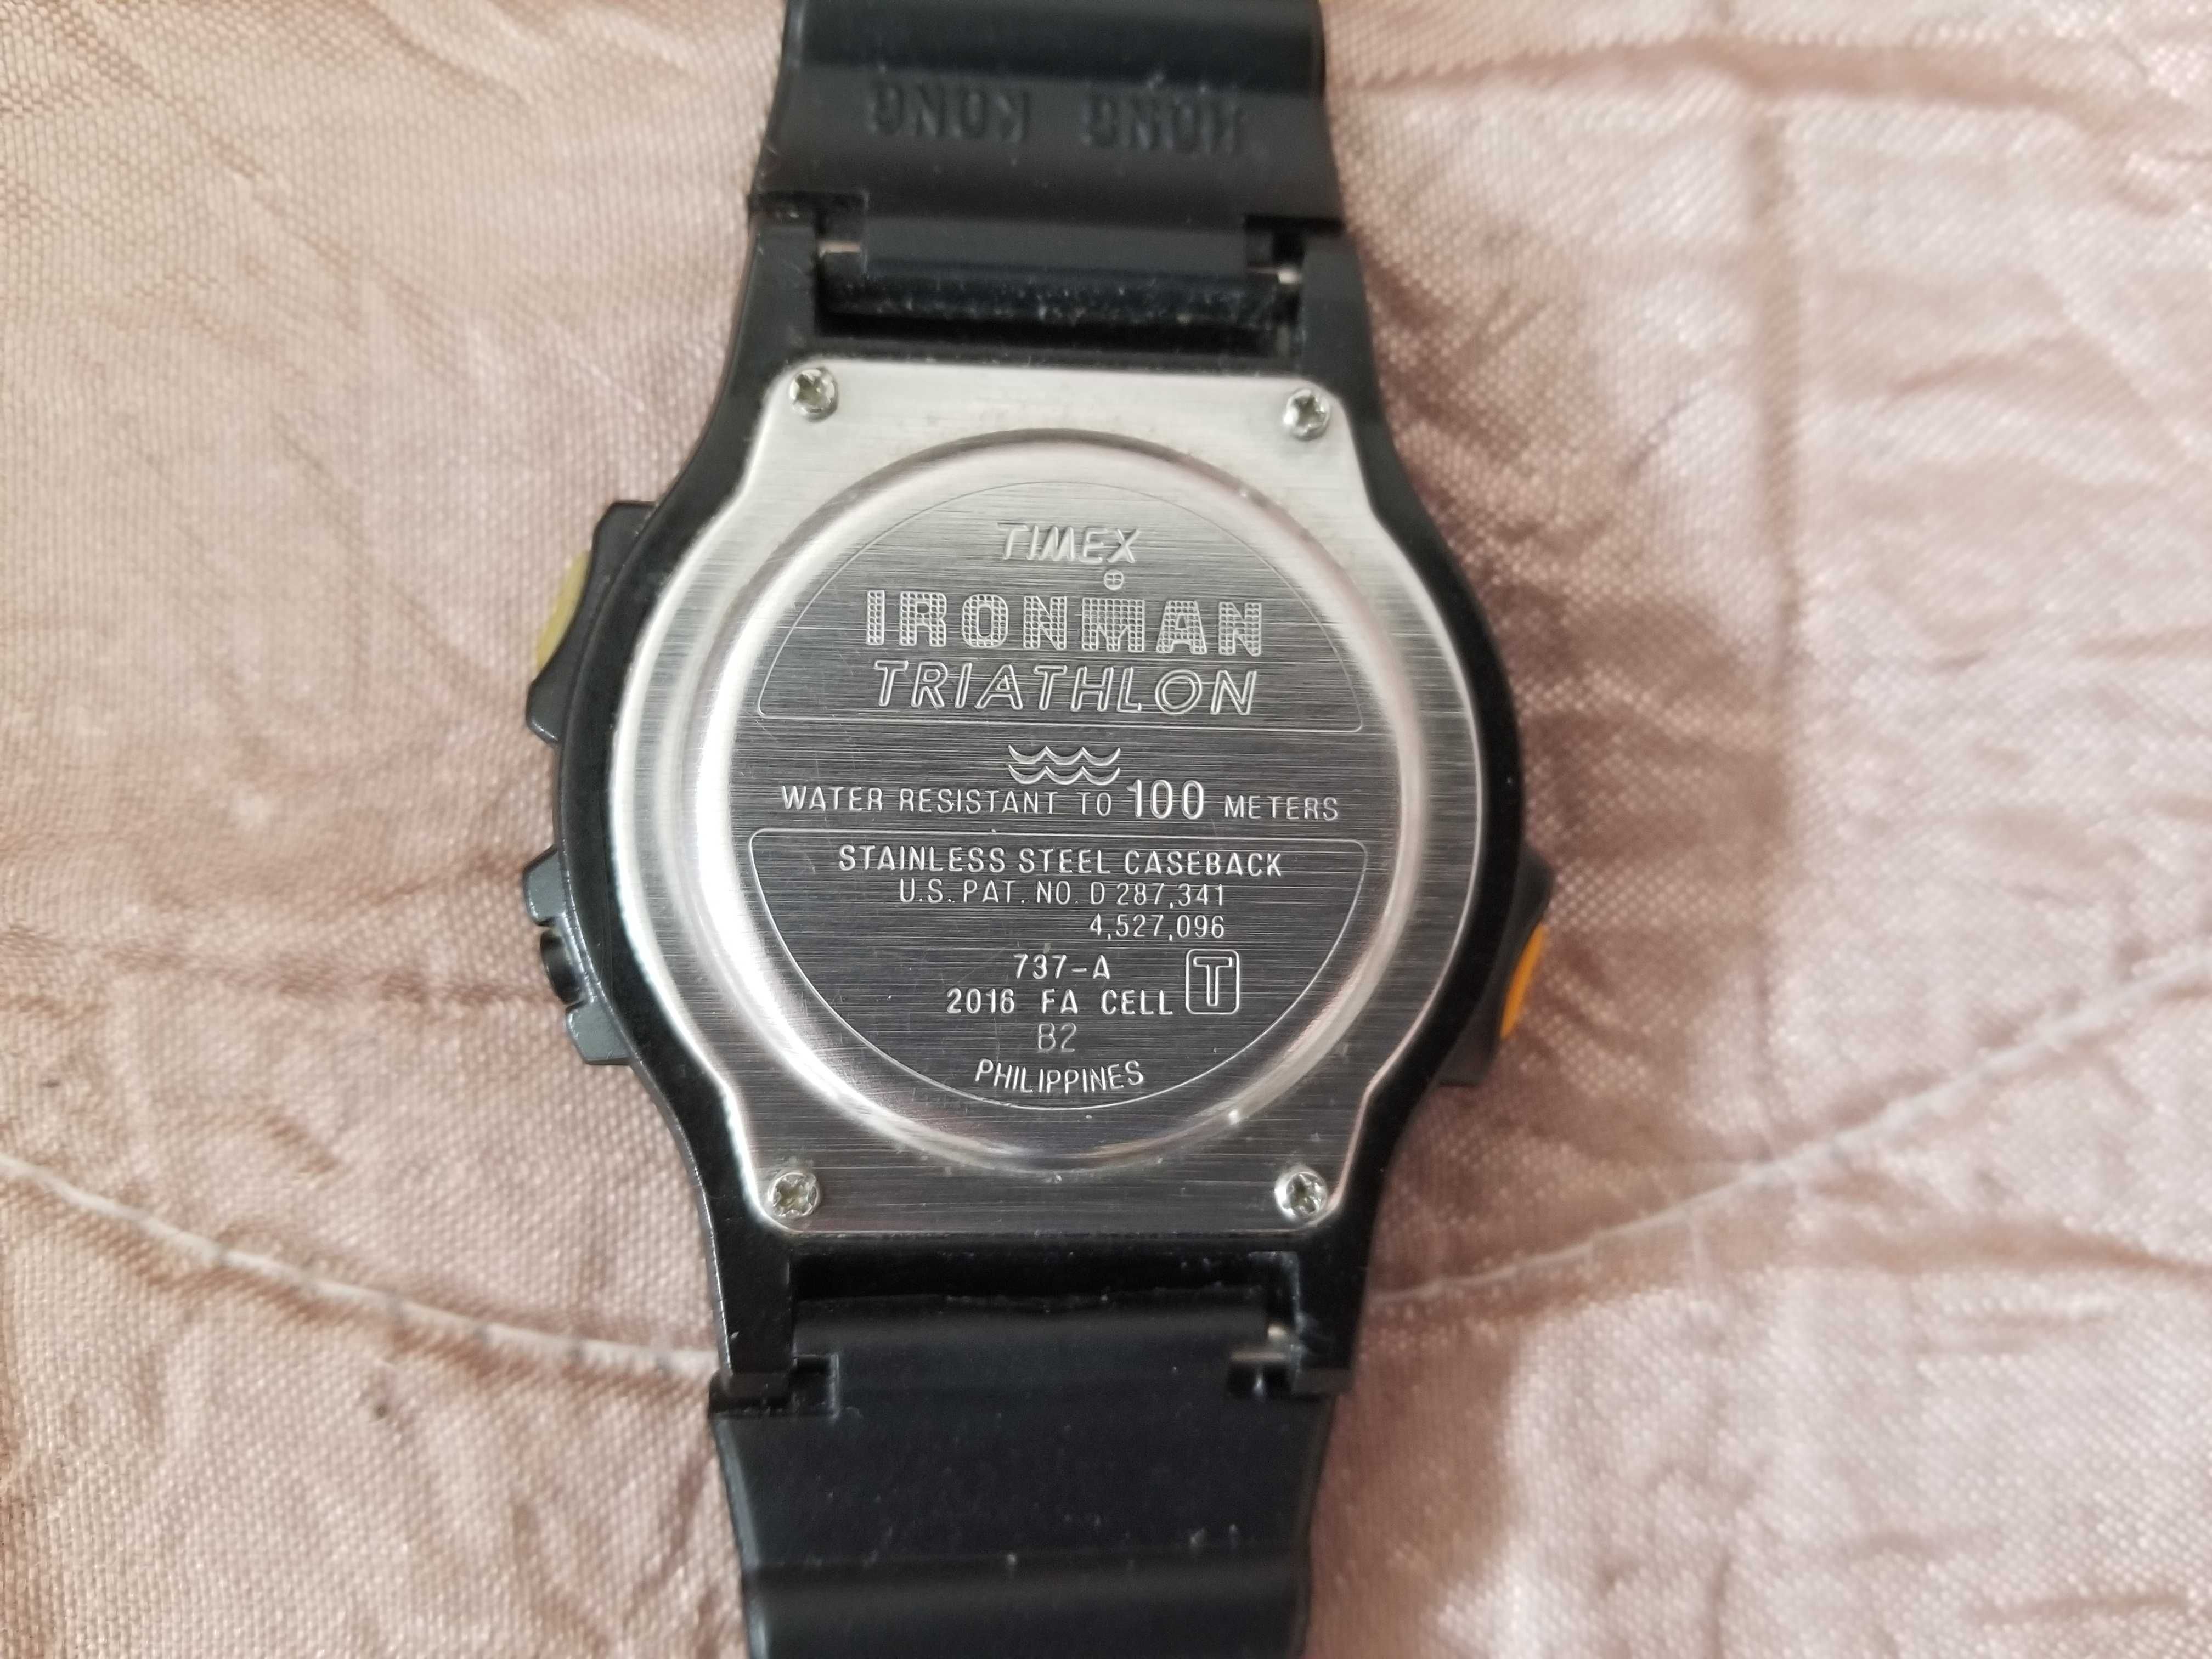 HONG KONG
TIMEX
IRONMAN
TRIATHLON
WATER RESISTANT TO 100 METERS
STAINLESS STEEL CASEBACK
U.S. PAT. NO. D 287,341
4,527,096
737-A
2016 FA CELL T
B2
PHILIPPINES